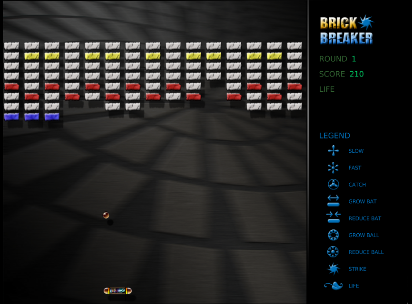 BRICK
BREAKER
ROUND 1
SCORE 210
LIFE
LEGEND
SLOW
FAST
CATCH
GROW BAT
REDUCE BAT
GROW BALL
REDUCE BALL
STRIKE
LIFE